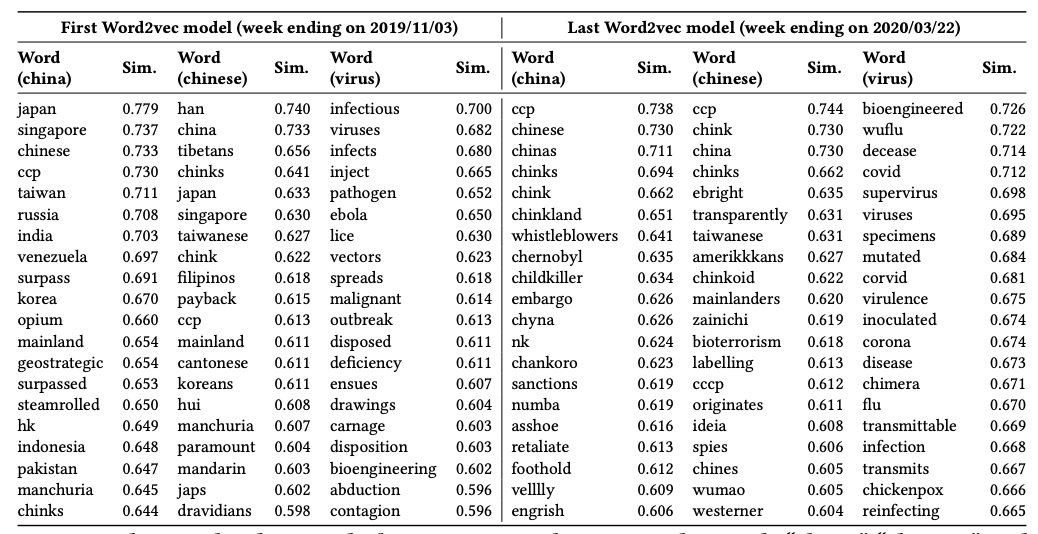 First Word2vec model (week ending on 2019/11/03) Last Word2vec model (week ending on 2020/03/22)
Word (china) Sim. Word (chinese) Sim. Word (virus) Sim. Word (china) Sim. Word (chinese) Sim. Word (virus) Sim.
japan 0.779 han 0.740 infectious 0.700 ccp 0.738 ccp 0.744 bioengineered 0.726
singapore 0.737 china 0.733 viruses 0.682 chinese 0.730 chink 0.730 wuflu 0.722
chinese 0.733 tibetans 0.656 infects 0.680 chinas 0.711 china 0.730 decease 0.714
ccp 0.730 chinks 0.641 inject 0.665 chinks 0.694 chinks 0.662 covid 0.712
taiwan 0.711 japan 0.633 pathogen 0.652 chink 0.662 ebright 0.635 supervirus 0.698
russia 0.708 singapore 0.630 ebola 0.650 chinkland 0.651 transparently 0.631 viruses 0.695
india 0.703 taiwanese 0.627 lice 0.630 whistleblowers 0.641 taiwanese 0.631 specimens 0.689
venezuela 0.697 chink 0.622 vectors 0.623 chernobyl 0.635 amerikkkans 0.627 mutated 0.684
surpass 0.691 filipinos 0.618 spreads 0.618 childkiller 0.634 chinkoid 0.622 corvid 0.681
korea 0.670 payback 0.615 malignant 0.614 embargo 0.626 mainlanders 0.620 virulence 0.675
opium 0.660 ccp 0.613 outbreak 0.613 chyna 0.626 zainichi 0.619 inoculated 0.674
mainland 0.654 mainland 0.611 disposed 0.611 nk 0.624 bioterrorism 0.618 corona 0.674
geostrategic 0.654 cantonese 0.611 deficiency 0.611 chankoro 0.623 labelling 0.613 disease 0.673
surpassed 0.653 koreans 0.611 ensues 0.607 sanctions 0.619 cccp 0.612 chimera 0.671
steamrolled 0.650 hui 0.608 drawings 0.604 numba 0.619 originates 0.611 flu 0.670
hk 0.649 manchuria 0.607 carnage 0.603 asshoe 0.616 ideia 0.608 transmittable 0.669
indonesia 0.648 paramount 0.604 disposition 0.603 retaliate 0.613 spies 0.606 infection 0.668
pakistan 0.647 mandarin 0.603 bioengineering 0.602 foothold 0.612 chines 0.605 transmits 0.667
manchuria 0.645 japs 0.602 abduction 0.596 velllly 0.609 wumao 0.605 chickenpox 0.666
chinks 0.644 dravidians 0.598 contagion 0.596 engrish 0.606 westerner 0.604 reinfecting 0.665